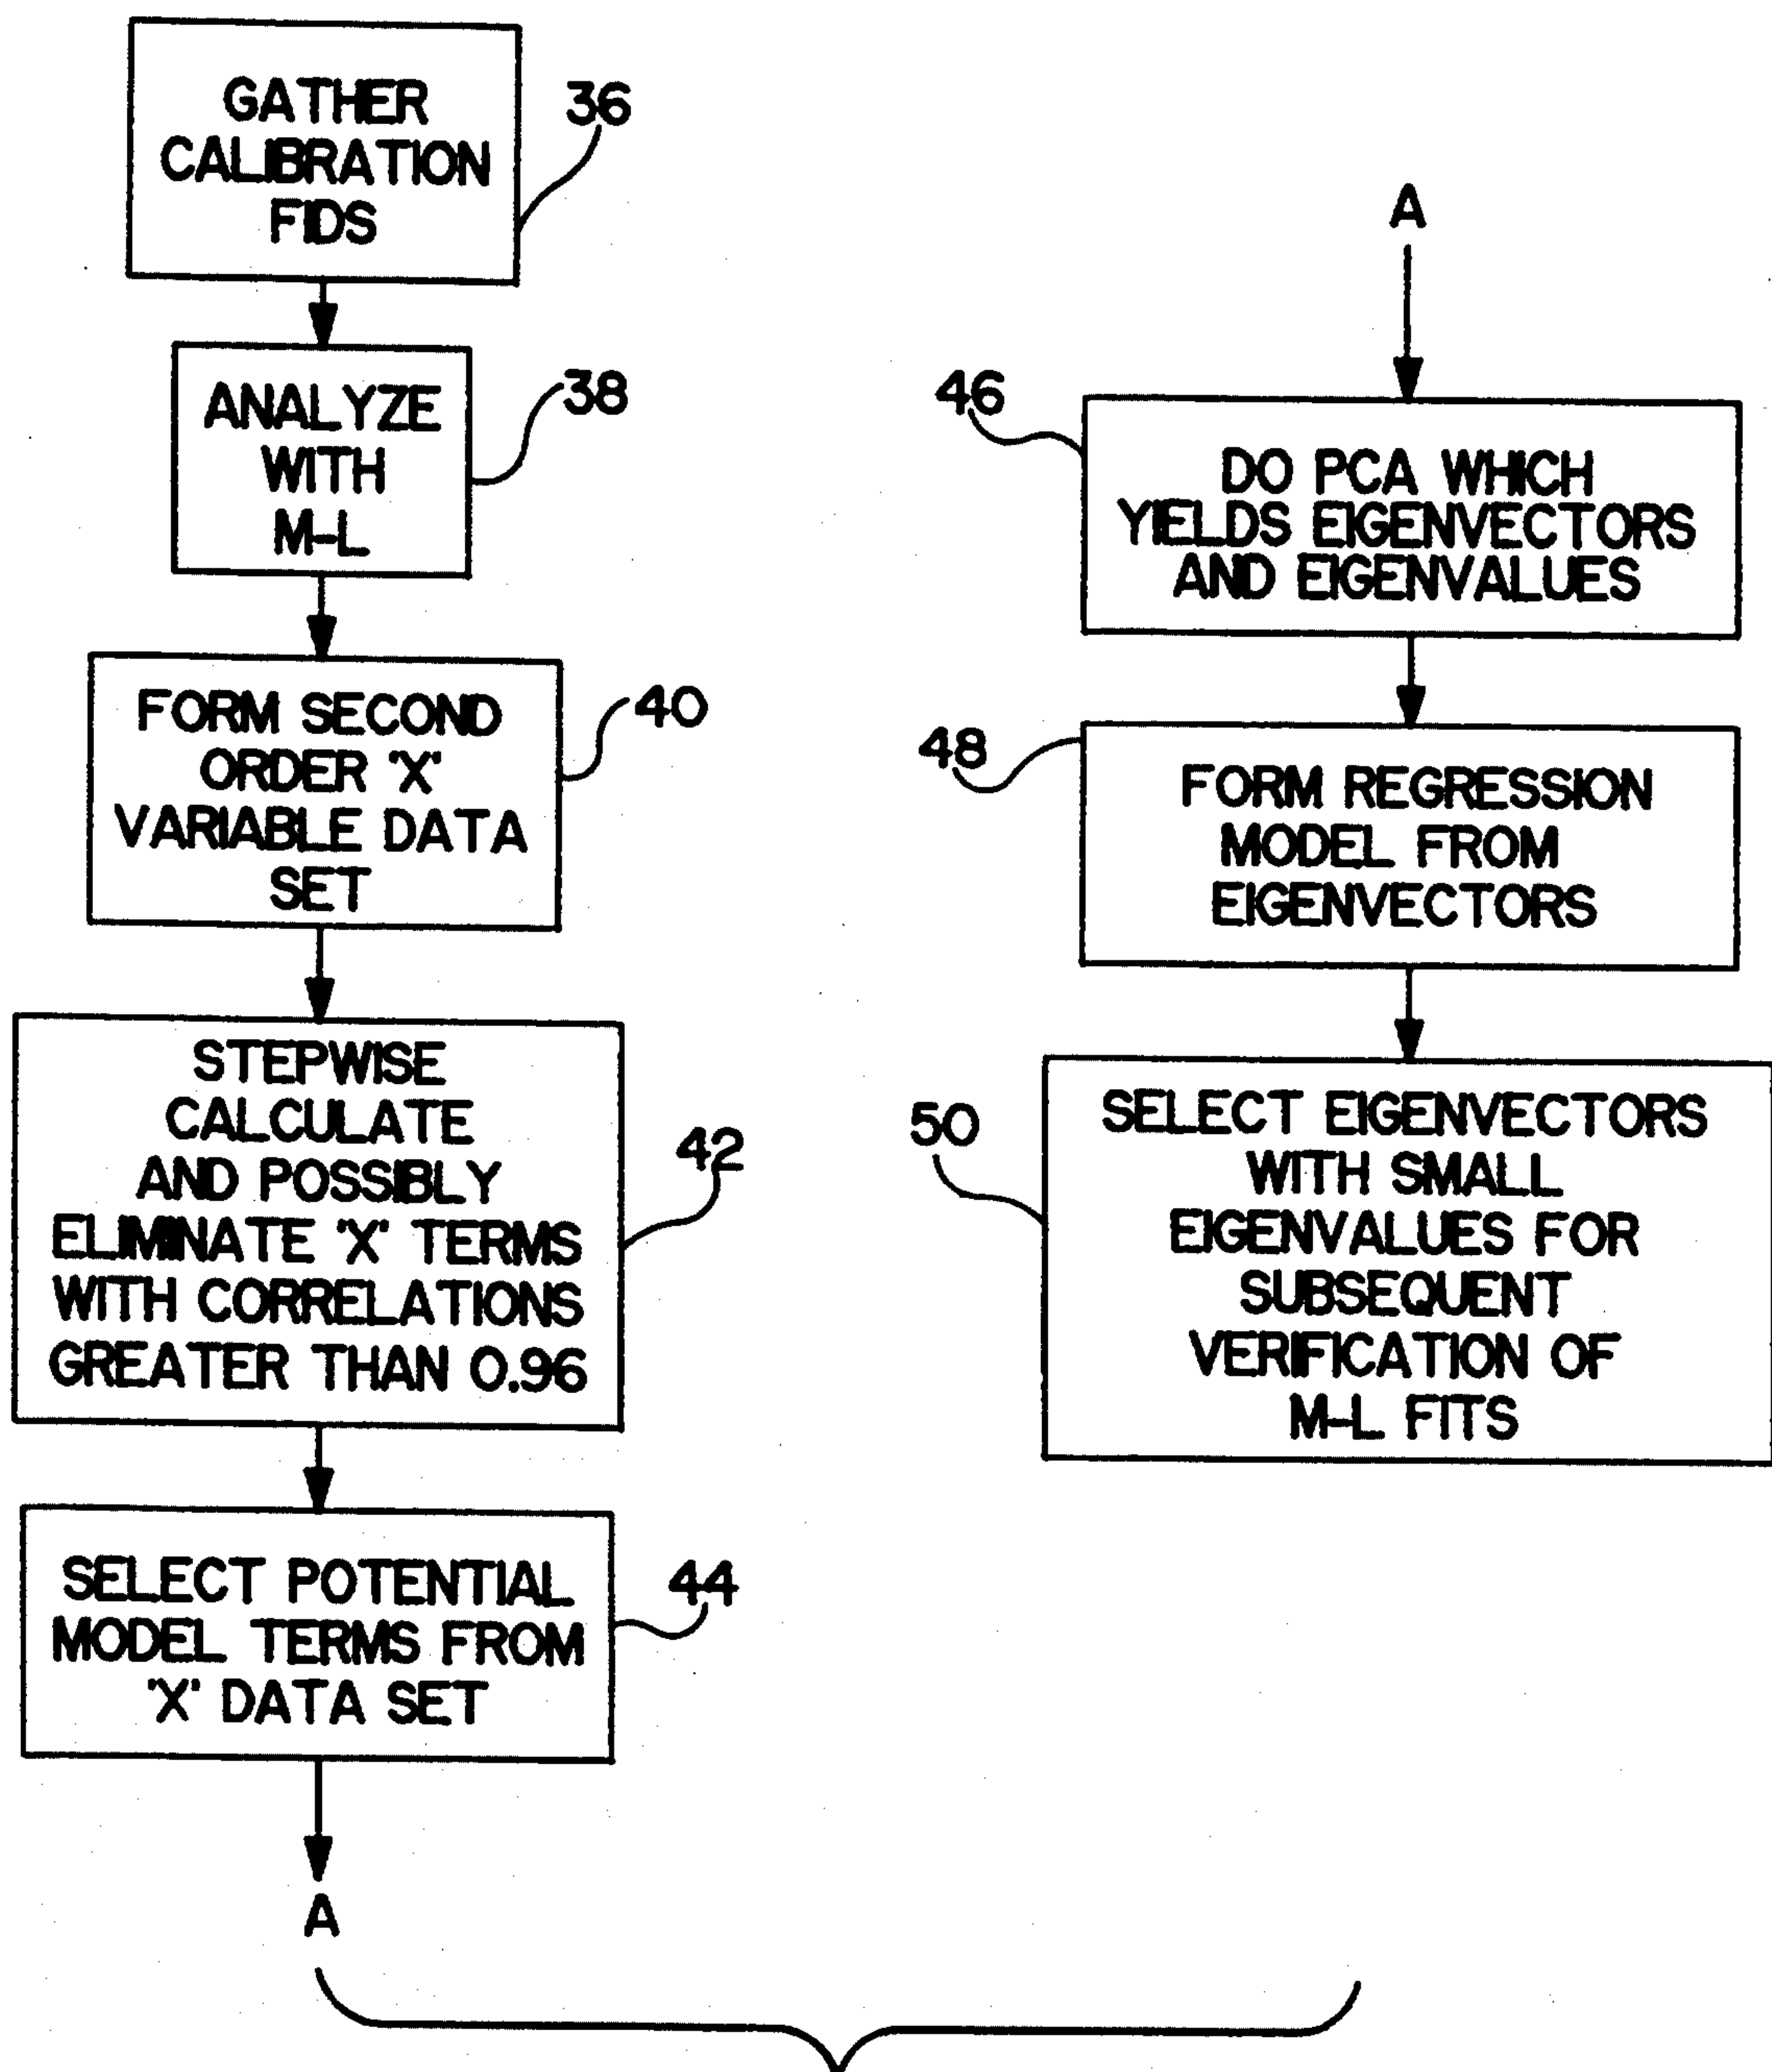 GATHER
CALIBRATION
FIDS
36
ANALYZE
WITH
M-L
38
FORM SECOND
ORDER 'X'
VARIABLE DATA
SET
40
STEPWISE
CALCULATE
AND POSSIBLY
ELIMINATE 'X' TERMS
WITH CORRELATIONS
GREATER THAN 0.96
42
SELECT POTENTIAL
MODEL TERMS FROM
'X' DATA SET
44
A
A
46
DO PCA WHICH
YIELDS EIGENVECTORS
AND EIGENVALUES
48
FORM REGRESSION
MODEL FROM
EIGENVECTORS
50
SELECT EIGENVECTORS
WITH SMALL
EIGENVALUES FOR
SUBSEQUENT
VERIFICATION OF
M-L FITS